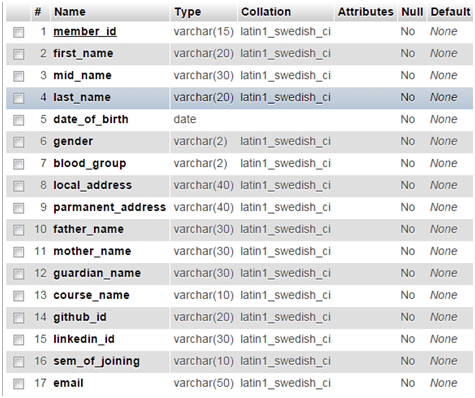 # Name Type Collation Attributes Null Default
1 member_id varchar(15) latin1_swedish_ci No None
2 first_name varchar(20) latin1_swedish_ci No None
3 mid_name varchar(30) latin1_swedish_ci No None
4 last_name varchar(20) latin1_swedish_ci No None
5 date_of_birth date No None
6 gender varchar(2) latin1_swedish_ci No None
7 blood_group varchar(2) latin1_swedish_ci No None
8 local_address varchar(40) latin1_swedish_ci No None
9 parmanent_address varchar(40) latin1_swedish_ci No None
10 father_name varchar(30) latin1_swedish_ci No None
11 mother_name varchar(30) latin1_swedish_ci No None
12 guardian_name varchar(30) latin1_swedish_ci No None
13 course_name varchar(10) latin1_swedish_ci No None
14 github_id varchar(20) latin1_swedish_ci No None
15 linkedin_id varchar(30) latin1_swedish_ci No None
16 sem_of_joining varchar(10) latin1_swedish_ci No None
17 email varchar(50) latin1_swedish_ci No None